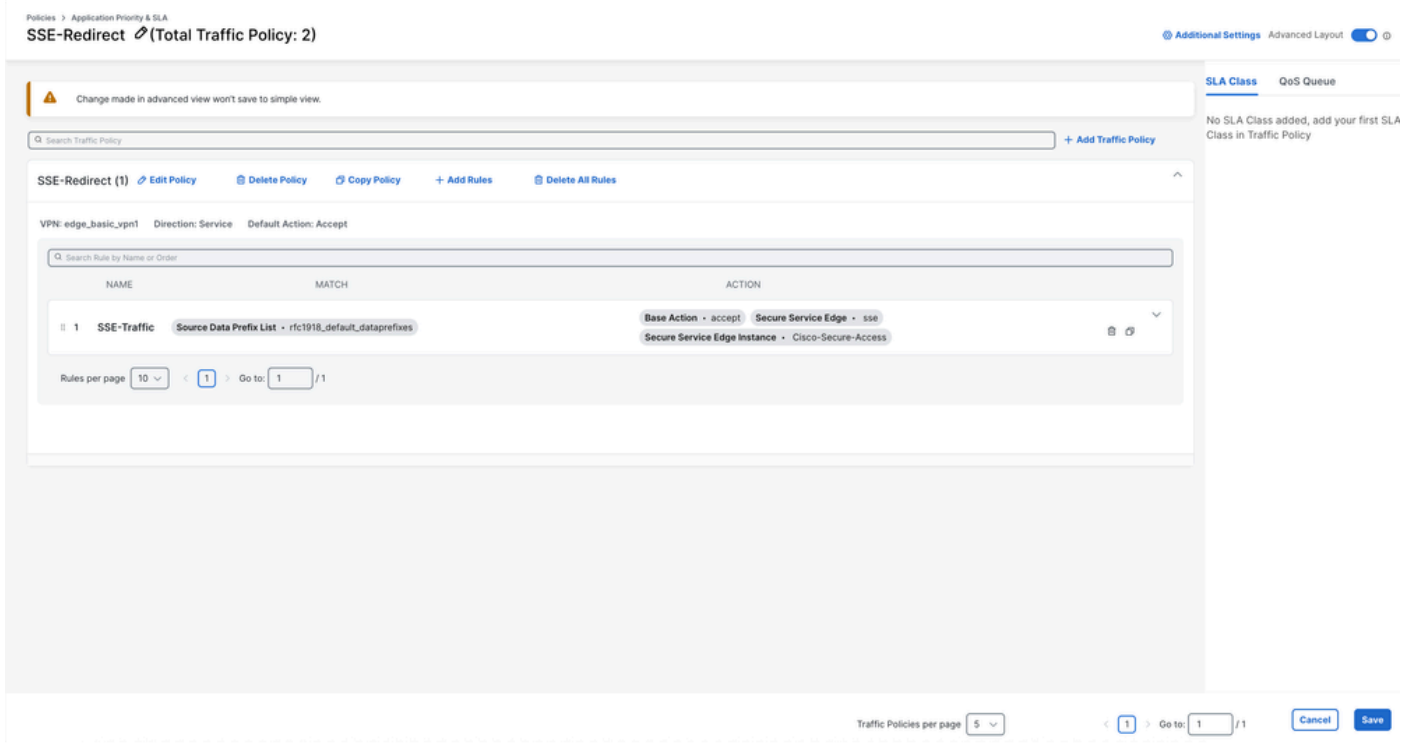 Policies > Application Priority & SLA
SSE-Redirect (Total Traffic Policy: 2)
Additional Settings Advanced Layout
Change made in advanced view won't save to simple view.
Search Traffic Policy
+ Add Traffic Policy
SSE-Redirect (1) Edit Policy Delete Policy Copy Policy + Add Rules Delete All Rules
VPN: edge_basic_vpn1 Direction: Service Default Action: Accept
Search Rule by Name or Order
NAME MATCH ACTION
1 SSE-Traffic Source Data Prefix List • rfc1918_default_dataprefixes
Base Action • accept Secure Service Edge • sse
Secure Service Edge Instance • Cisco-Secure-Access
Rules per page 10 < 1 > Go to: 1 / 1
SLA Class QoS Queue
No SLA Class added, add your first SLA
Class in Traffic Policy
Traffic Policies per page 5 < 1 > Go to: 1 / 1
Cancel Save